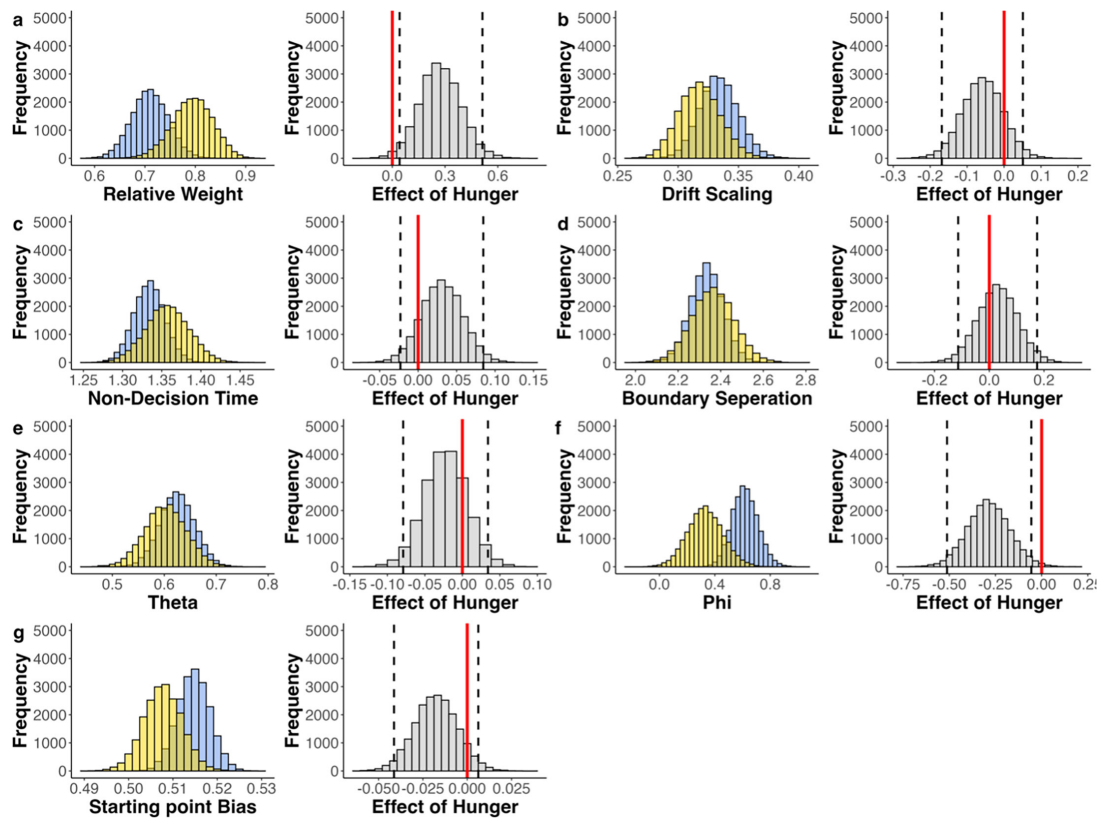 a
5000
4000
3000
2000
1000
0
Frequency
0.6 0.7 0.8 0.9
Relative Weight
5000
4000
3000
2000
1000
0
Frequency
0.0 0.3 0.6
Effect of Hunger
b
5000
4000
3000
2000
1000
0
Frequency
0.25 0.30 0.35 0.40
Drift Scaling
5000
4000
3000
2000
1000
0
Frequency
-0.3 -0.2 -0.1 0.0 0.1 0.2
Effect of Hunger
c
5000
4000
3000
2000
1000
0
Frequency
1.25 1.30 1.35 1.40 1.45
Non-Decision Time
5000
4000
3000
2000
1000
0
Frequency
-0.05 0.00 0.05 0.10 0.15
Effect of Hunger
d
5000
4000
3000
2000
1000
0
Frequency
2.0 2.2 2.4 2.6 2.8
Boundary Seperation
5000
4000
3000
2000
1000
0
Frequency
-0.2 0.0 0.2
Effect of Hunger
e
5000
4000
3000
2000
1000
0
Frequency
0.5 0.6 0.7 0.8
Theta
5000
4000
3000
2000
1000
0
Frequency
-0.15 -0.10 -0.05 0.00 0.05 0.10
Effect of Hunger
f
5000
4000
3000
2000
1000
0
Frequency
0.0 0.4 0.8
Phi
5000
4000
3000
2000
1000
0
Frequency
-0.75 -0.50 -0.25 0.00 0.25
Effect of Hunger
g
5000
4000
3000
2000
1000
0
Frequency
0.49 0.50 0.51 0.52 0.53
Starting point Bias
5000
4000
3000
2000
1000
0
Frequency
-0.050 -0.025 0.000 0.025
Effect of Hunger